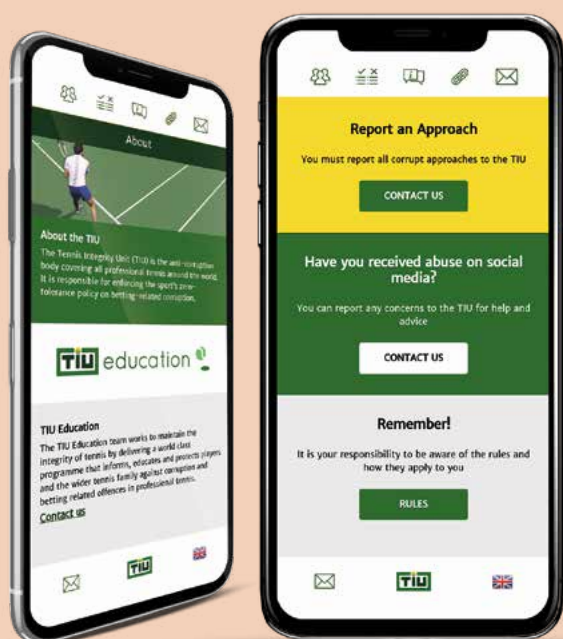 About
About the TIU
The Tennis Integrity Unit (TIU) is the anti-corruption
body covering all professional tennis around the world.
It is responsible for enforcing the sport's zero-
tolerance policy on betting-related corruption.
TIU education
TIU Education
The TIU Education team works to maintain the
integrity of tennis by delivering a world class
programme that informs, educates and protects players
and the wider tennis family against corruption and
betting related offences in professional tennis.
Contact us
TIU
Report an Approach
You must report all corrupt approaches to the TIU
CONTACT US
Have you received abuse on social
media?
You can report any concerns to the TIU for help and
advice
CONTACT US
Remember!
It is your responsibility to be aware of the rules and
how they apply to you
RULES
TIU